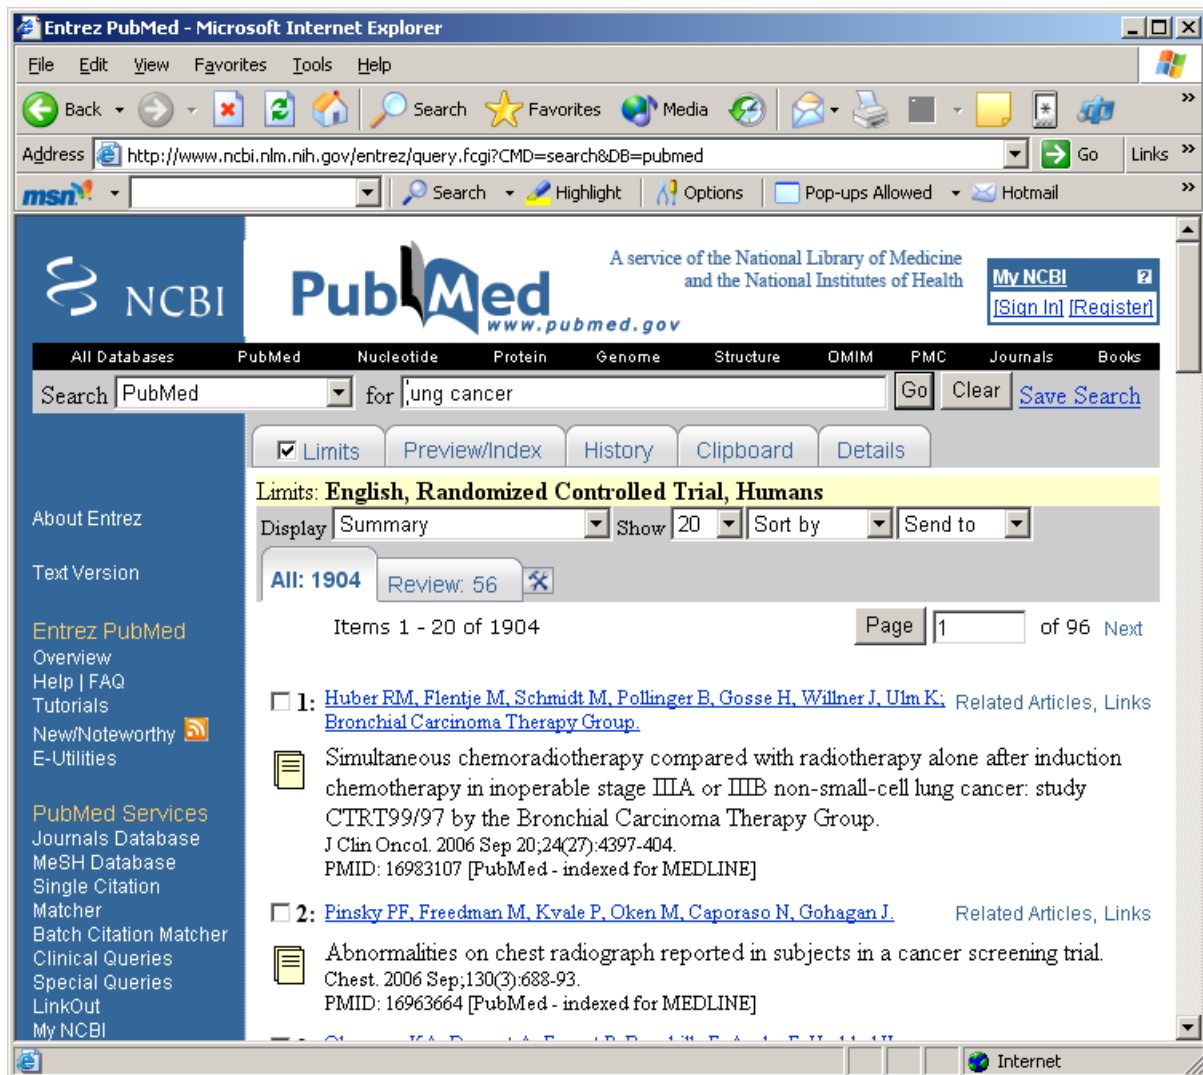 Entrez PubMed - Microsoft Internet Explorer
File Edit View Favorites Tools Help
Back Search Favorites Media »
Address http://www.ncbi.nlm.nih.gov/entrez/query.fcgi?CMD=search&DB=pubmed Go Links »
msn Search Highlight Options Pop-ups Allowed Hotmail »
A service of the National Library of Medicine
and the National Institutes of Health
NCBI PubMed
www.pubmed.gov
My NCBI ?
[Sign In] [Register]
All Databases PubMed Nucleotide Protein Genome Structure OMIM PMC Journals Books
Search PubMed for ung cancer Go Clear Save Search
Limits Preview/Index History Clipboard Details
Limits: English, Randomized Controlled Trial, Humans
Display Summary Show 20 Sort by Send to
All: 1904 Review: 56
Items 1 - 20 of 1904 Page 1 of 96 Next
About Entrez
Text Version
Entrez PubMed
Overview
Help | FAQ
Tutorials
New/Noteworthy
E-Utilities
PubMed Services
Journals Database
MeSH Database
Single Citation
Matcher
Batch Citation Matcher
Clinical Queries
Special Queries
LinkOut
My NCBI
1: Huber RM, Flentje M, Schmidt M, Pollinger B, Gosse H, Willner J, Ulm K; Related Articles, Links
Bronchial Carcinoma Therapy Group.
Simultaneous chemoradiotherapy compared with radiotherapy alone after induction
chemotherapy in inoperable stage IIIA or IIIB non-small-cell lung cancer: study
CTRT99/97 by the Bronchial Carcinoma Therapy Group.
J Clin Oncol. 2006 Sep 20;24(27):4397-404.
PMID: 16983107 [PubMed - indexed for MEDLINE]
2: Pinsky PF, Freedman M, Kvale P, Oken M, Caporaso N, Gohagan J. Related Articles, Links
Abnormalities on chest radiograph reported in subjects in a cancer screening trial.
Chest. 2006 Sep;130(3):688-93.
PMID: 16963664 [PubMed - indexed for MEDLINE]
Internet